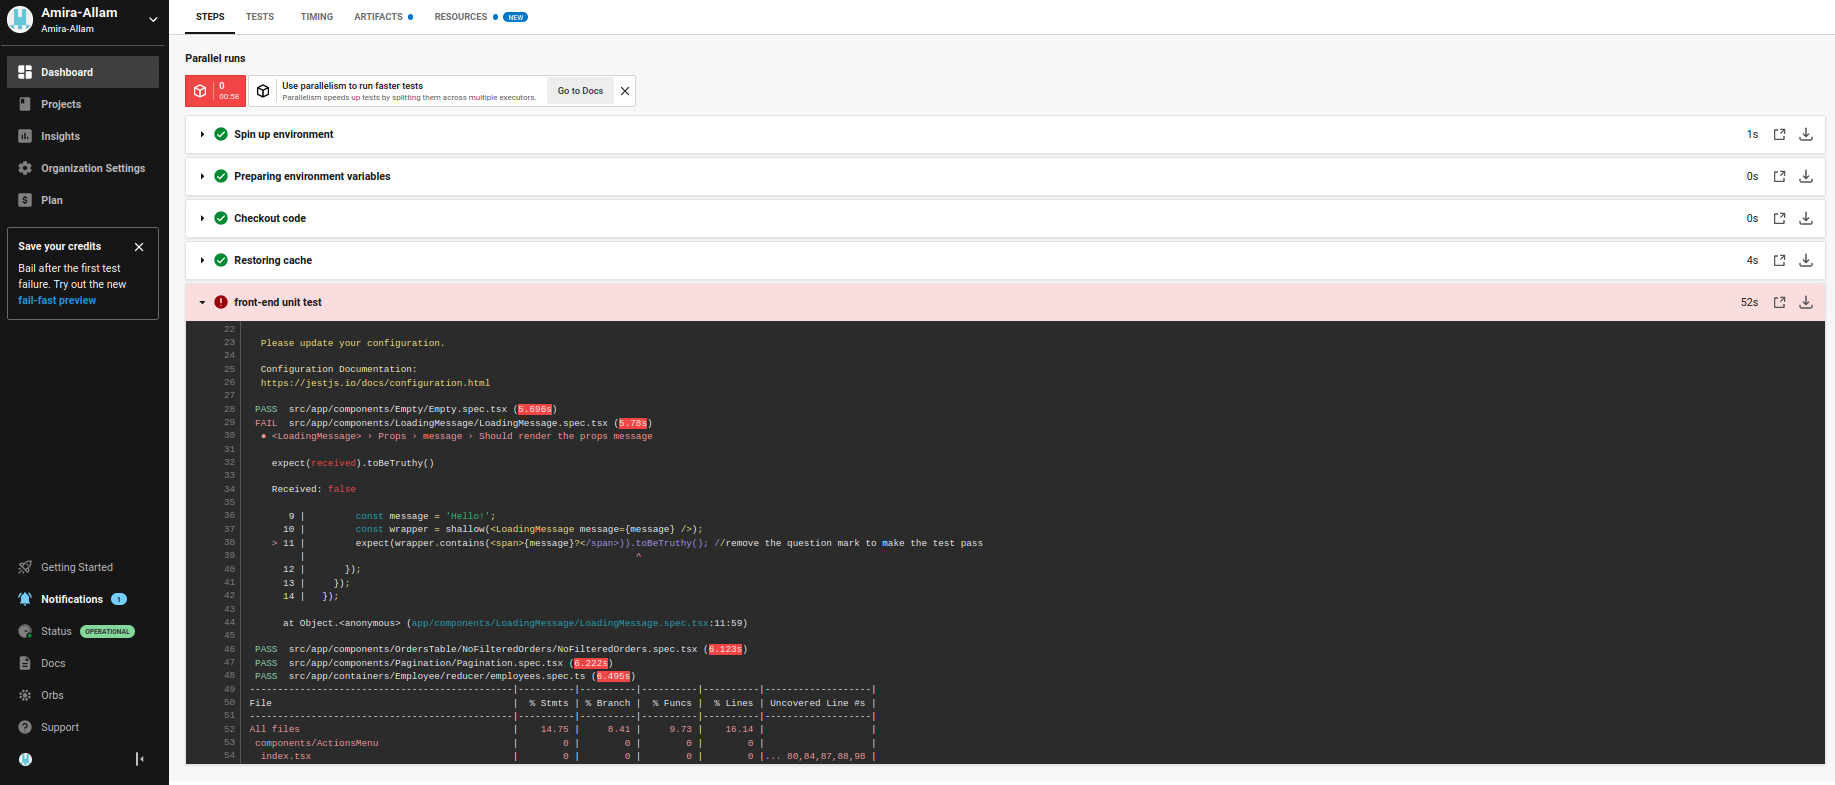 Amira-Allam
Amira-Allam
Dashboard
Projects
Insights
Organization Settings
Plan
Save your credits
Bail after the first test
failure. Try out the new
fail-fast preview
Getting Started
Notifications 1
Status OPERATIONAL
Docs
Orbs
Support
STEPS TESTS TIMING ARTIFACTS RESOURCES NEW
Parallel runs
0
00:58
Use parallelism to run faster tests
Parallelism speeds up tests by splitting them across multiple executors.
Go to Docs
Spin up environment 1s
Preparing environment variables 0s
Checkout code 0s
Restoring cache 4s
front-end unit test 52s
22
23 Please update your configuration.
24
25 Configuration Documentation:
26 https://jestjs.io/docs/configuration.html
27
28 PASS src/app/components/Empty/Empty.spec.tsx (5.696s)
29 FAIL src/app/components/LoadingMessage/LoadingMessage.spec.tsx (5.78s)
30 ● <LoadingMessage> › Props › message › Should render the props message
31
32 expect(received).toBeTruthy()
33
34 Received: false
35
36 9 | const message = 'Hello!';
37 10 | const wrapper = shallow(<LoadingMessage message={message} />);
38 > 11 | expect(wrapper.contains(<span>{message}?</span>)).toBeTruthy(); //remove the question mark to make the test pass
39 | ^
40 12 | });
41 13 | });
42 14 | });
43
44 at Object.<anonymous> (app/components/LoadingMessage/LoadingMessage.spec.tsx:11:59)
45
46 PASS src/app/components/OrdersTable/NoFilteredOrders/NoFilteredOrders.spec.tsx (6.123s)
47 PASS src/app/components/Pagination/Pagination.spec.tsx (6.222s)
48 PASS src/app/containers/Employee/reducer/employees.spec.ts (6.495s)
49 -----------------------------------------------|----------|----------|----------|----------|-------------------|
50 File | % Stmts | % Branch | % Funcs | % Lines | Uncovered Line #s |
51 -----------------------------------------------|----------|----------|----------|----------|-------------------|
52 All files | 14.75 | 8.41 | 9.73 | 16.14 | |
53 components/ActionsMenu | 0 | 0 | 0 | 0 | |
54 index.tsx | 0 | 0 | 0 | 0 |... 80,84,87,88,98 |